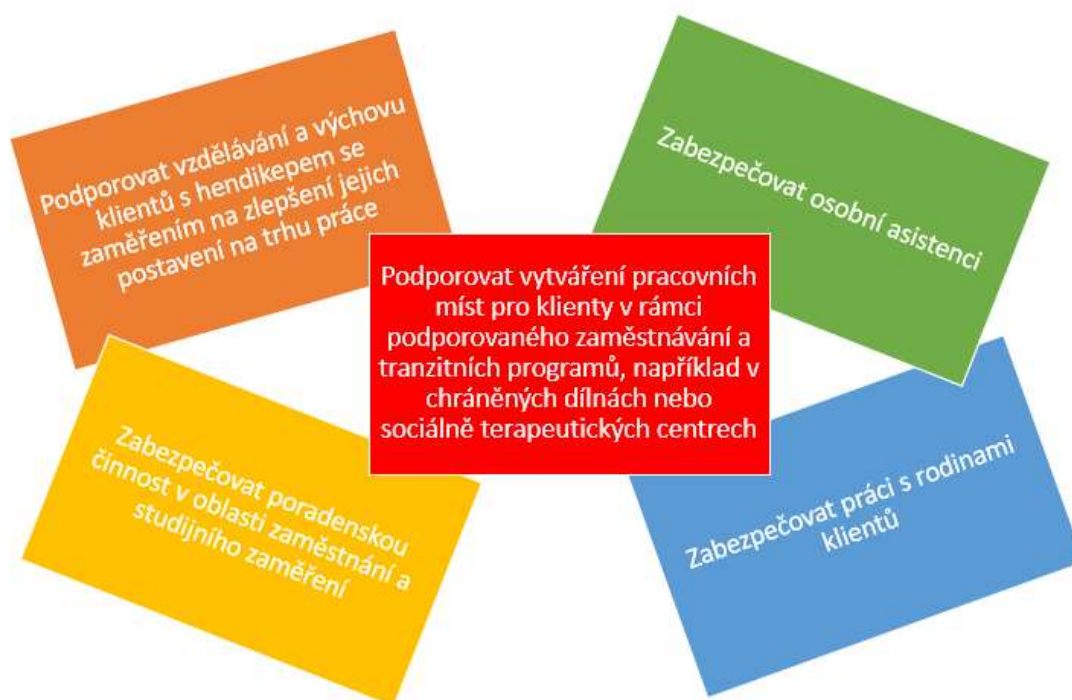 Podporovat vzdělávání a výchovu
klientů s hendikepem se
zaměřením na zlepšení jejich
postavení na trhu práce
Zabezpečovat osobní asistenci
Podporovat vytváření pracovních
míst pro klienty v rámci
podporovaného zaměstnávání a
tranzitních programů, například v
chráněných dílnách nebo
sociálně terapeutických centrech
Zabezpečovat poradenskou
činnost v oblasti zaměstnání a
studijního zaměření
Zabezpečovat práci s rodinami
klientů